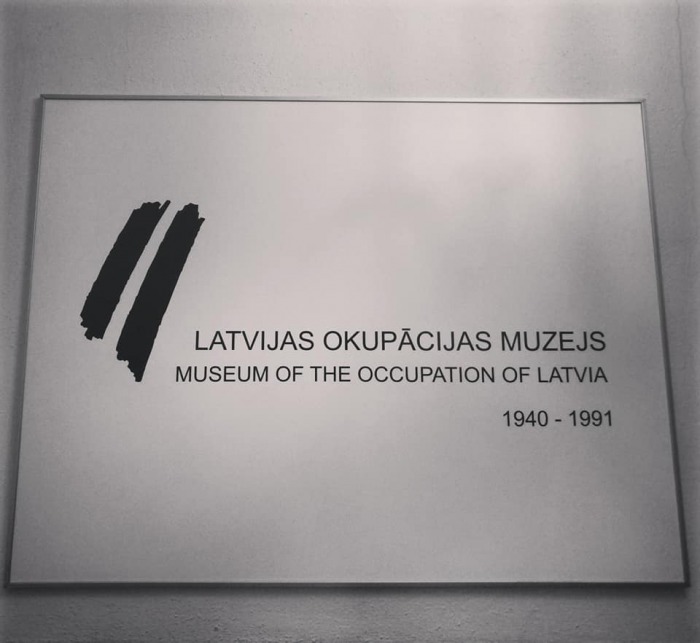 LATVIJAS OKUPĀCIJAS MUZEJS
MUSEUM OF THE OCCUPATION OF LATVIA
1940 - 1991